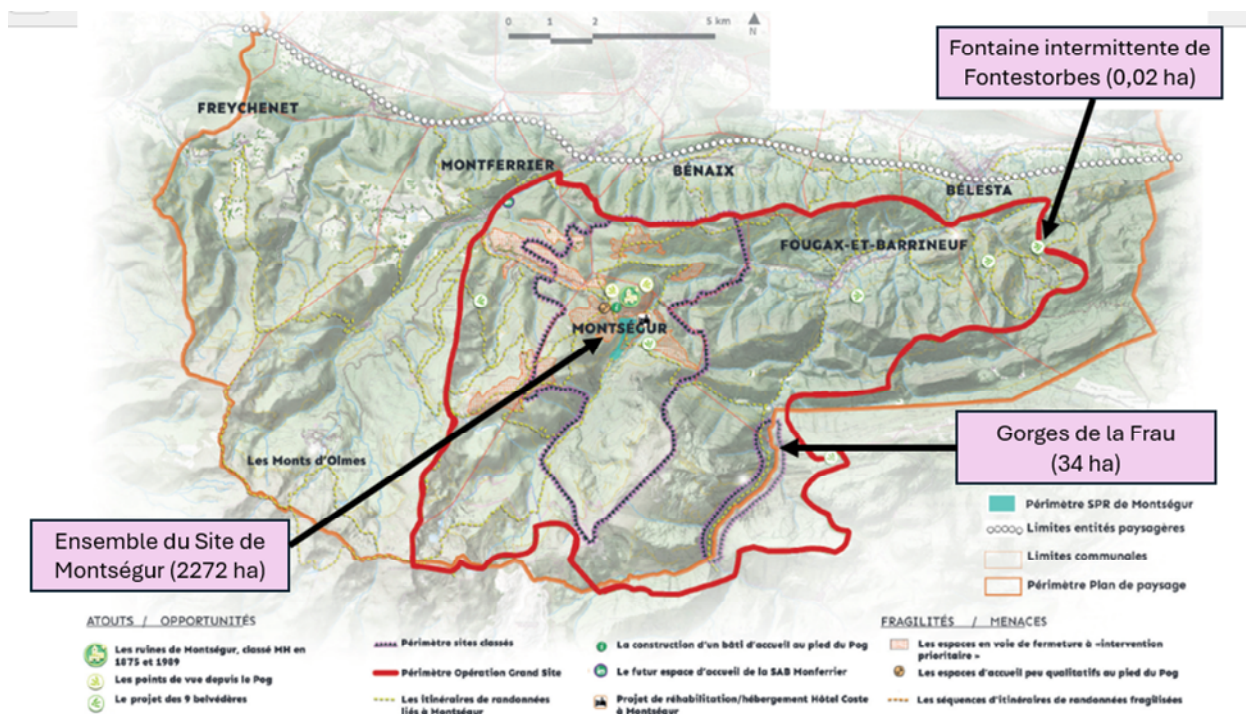 0 1 2 5 km
N
Fontaine intermittente de
Fontestorbes (0,02 ha)
FREYCHENET
MONTFERRIER
BÉNAIX
BÉLESTA
FOUGAX-ET-BARRINEUF
MONTSÉGUR
Les Monts d'Olmes
Gorges de la Frau
(34 ha)
Ensemble du Site de
Montségur (2272 ha)
Périmètre SPR de Montségur
Limites entités paysagères
Limites communales
Périmètre Plan de paysage
ATOUTS / OPPORTUNITÉS
Les ruines de Montségur, classé MH en
1875 et 1989
Les points de vue depuis le Pog
Le projet des 9 belvédères
Périmètre sites classés
Périmètre Opération Grand Site
Les itinéraires de randonnées
liés à Montségur
La construction d'un bâti d'accueil au pied du Pog
Le futur espace d'accueil de la SAB Monferrier
Projet de réhabilitation/hébergement Hôtel Coste
à Montségur
FRAGILITÉS / MENACES
Les espaces en voie de fermeture à «intervention
prioritaire »
Les espaces d'accueil peu qualitatifs au pied du Pog
Les séquences d'itinéraires de randonnées fragilisées